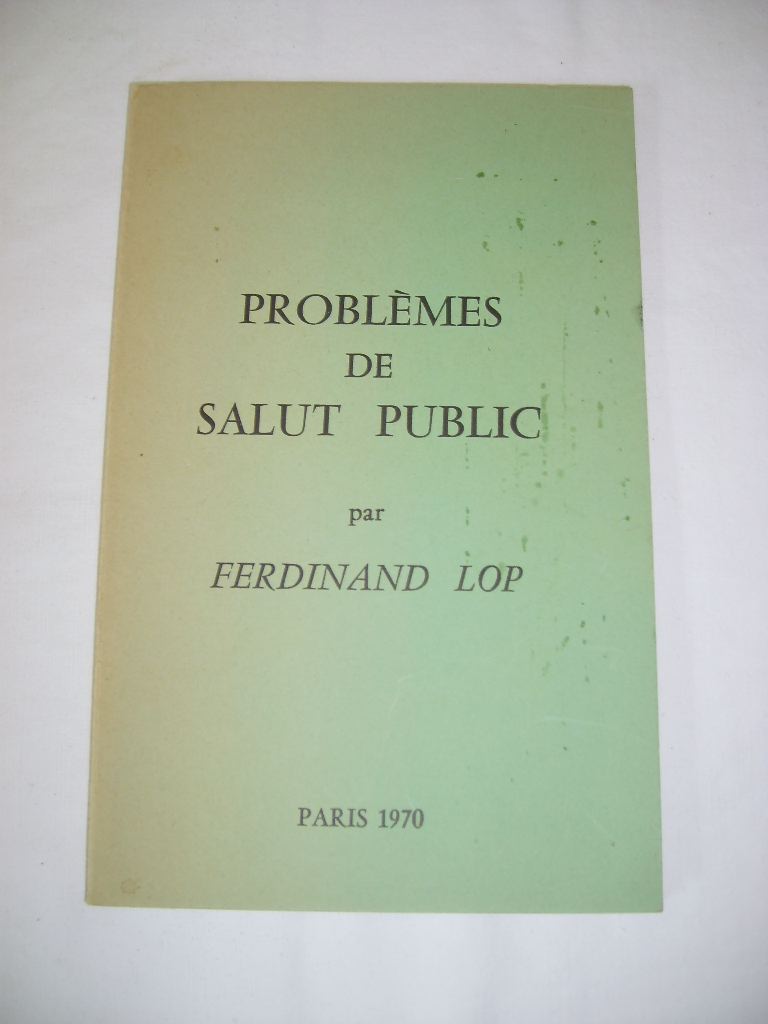 PROBLÈMES
DE
SALUT PUBLIC
par
FERDINAND LOP
PARIS 1970